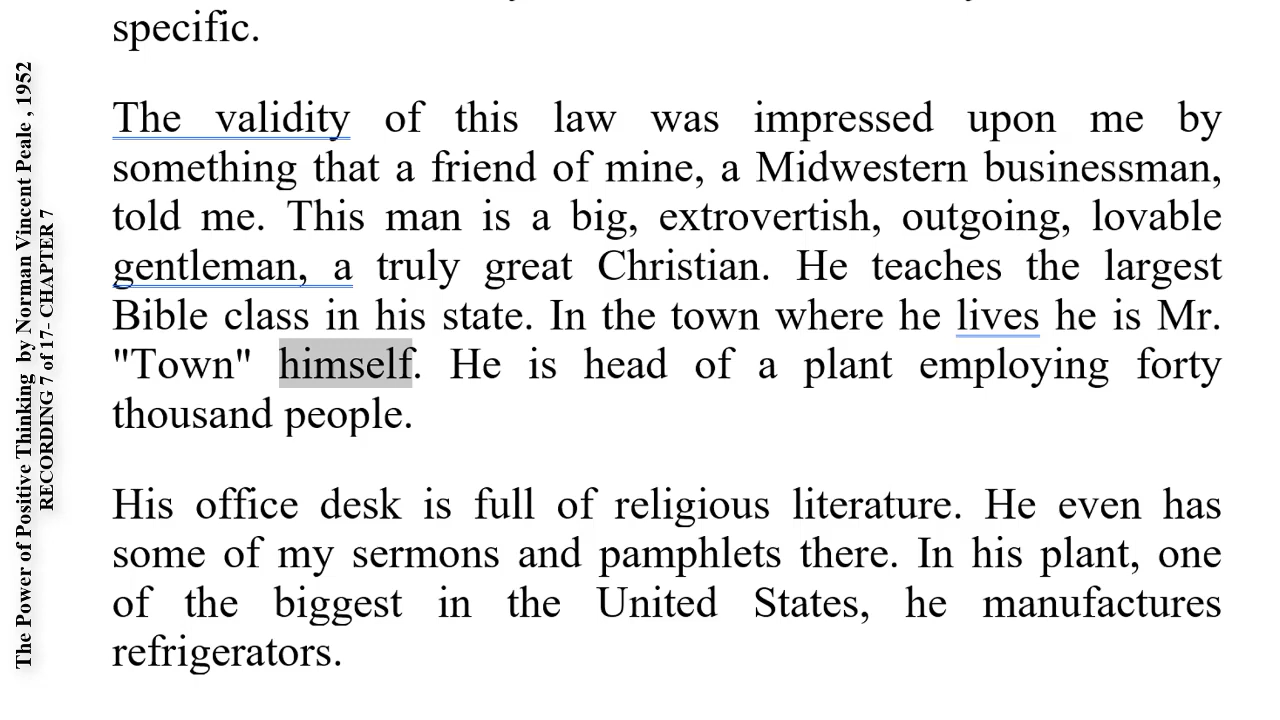 specific.
The validity of this law was impressed upon me by
something that a friend of mine, a Midwestern businessman,
told me. This man is a big, extrovertish, outgoing, lovable
gentleman, a truly great Christian. He teaches the largest
Bible class in his state. In the town where he lives he is Mr.
"Town" himself. He is head of a plant employing forty
thousand people.
His office desk is full of religious literature. He even has
some of my sermons and pamphlets there. In his plant, one
of the biggest in the United States, he manufactures
refrigerators.
The Power of Positive Thinking by Norman Vincent Peale , 1952
RECORDING 7 of 17- CHAPTER 7